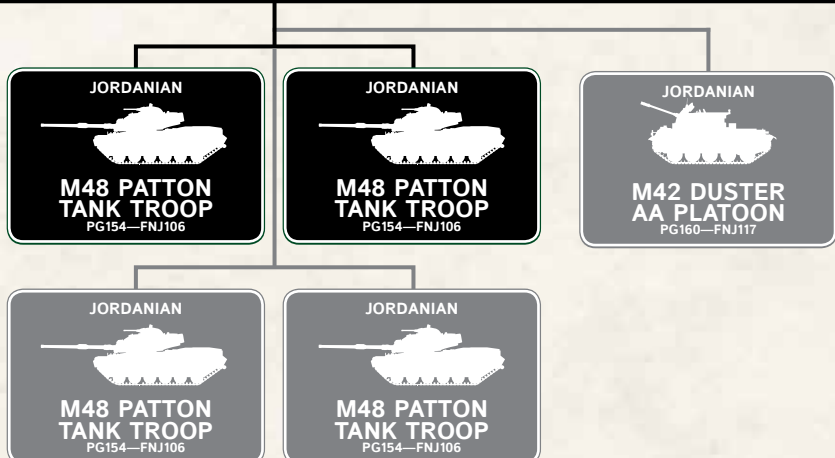 JORDANIAN
M48 PATTON
TANK TROOP
PG154—FNJ106
JORDANIAN
M48 PATTON
TANK TROOP
PG154—FNJ106
JORDANIAN
M42 DUSTER
AA PLATOON
PG160—FNJ117
JORDANIAN
M48 PATTON
TANK TROOP
PG154—FNJ106
JORDANIAN
M48 PATTON
TANK TROOP
PG154—FNJ106